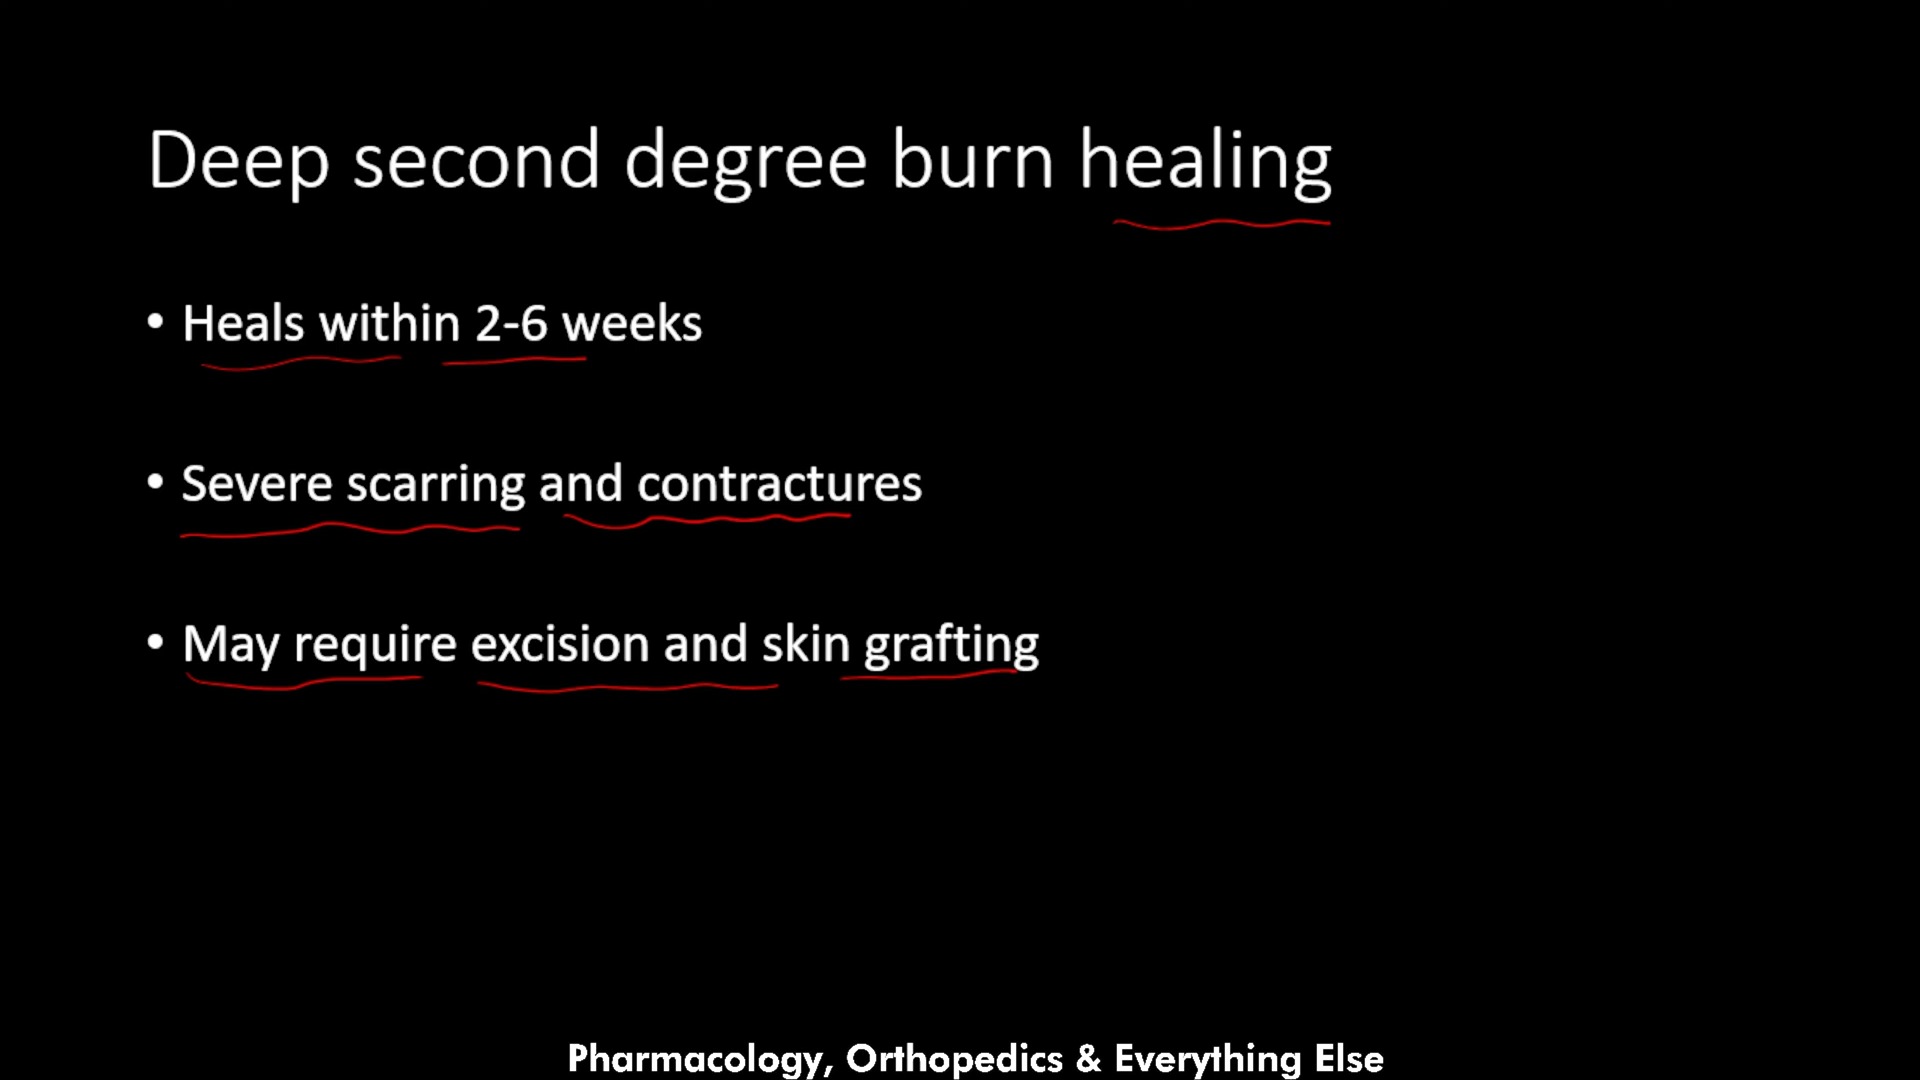 Deep second degree burn healing
• Heals within 2-6 weeks
• Severe scarring and contractures
• May require excision and skin grafting
Pharmacology, Orthopedics & Everything Else